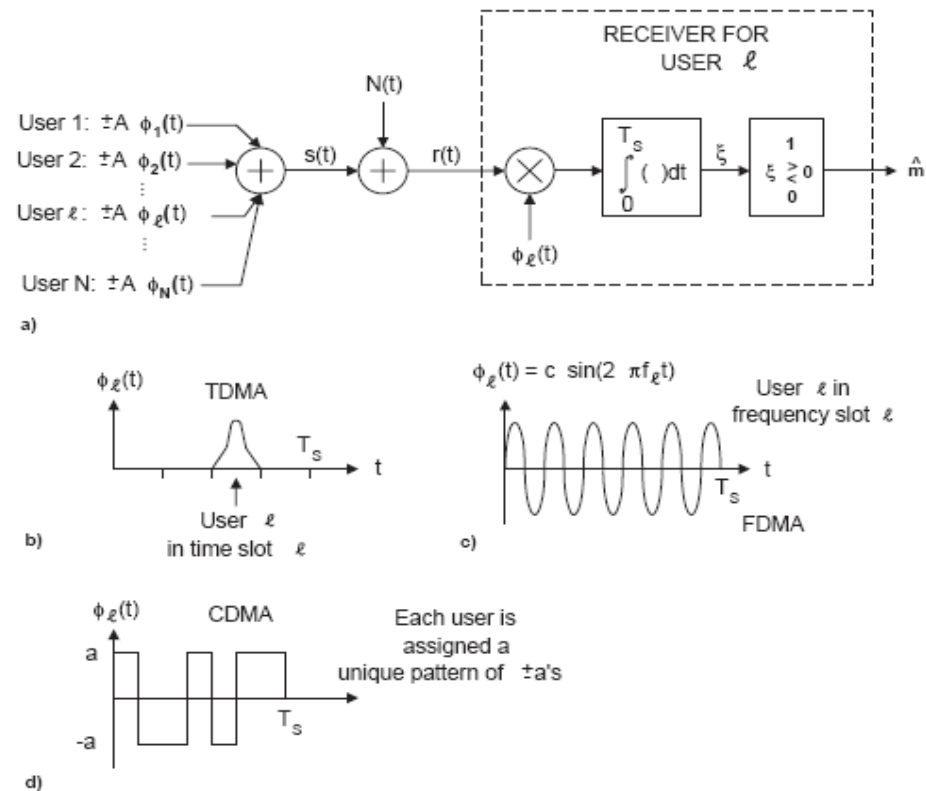 RECEIVER FOR
USER ℓ
N(t)
User 1: ±A ϕ₁(t)
User 2: ±A ϕ₂(t)
⋮
User ℓ: ±A ϕℓ(t)
⋮
User N: ±A ϕN(t)
+
s(t)
+
r(t)
×
ϕℓ(t)
Ts
∫ ( )dt
0
ξ
1
ξ ≷ 0
0
m̂
a)
ϕℓ(t)
TDMA
Ts
t
User ℓ
in time slot ℓ
b)
ϕℓ(t) = c sin(2 πfℓt)
User ℓ in
frequency slot ℓ
t
Ts
FDMA
c)
ϕℓ(t)
CDMA
a
-a
Ts
Each user is
assigned a
unique pattern of ±a's
d)